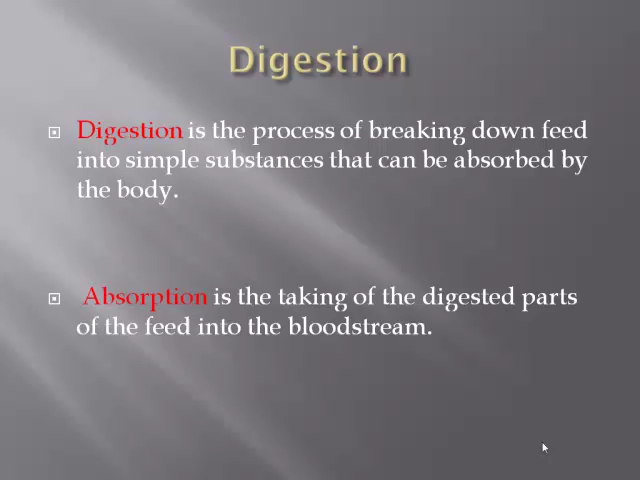 Digestion
Digestion is the process of breaking down feed
into simple substances that can be absorbed by
the body.
Absorption is the taking of the digested parts
of the feed into the bloodstream.